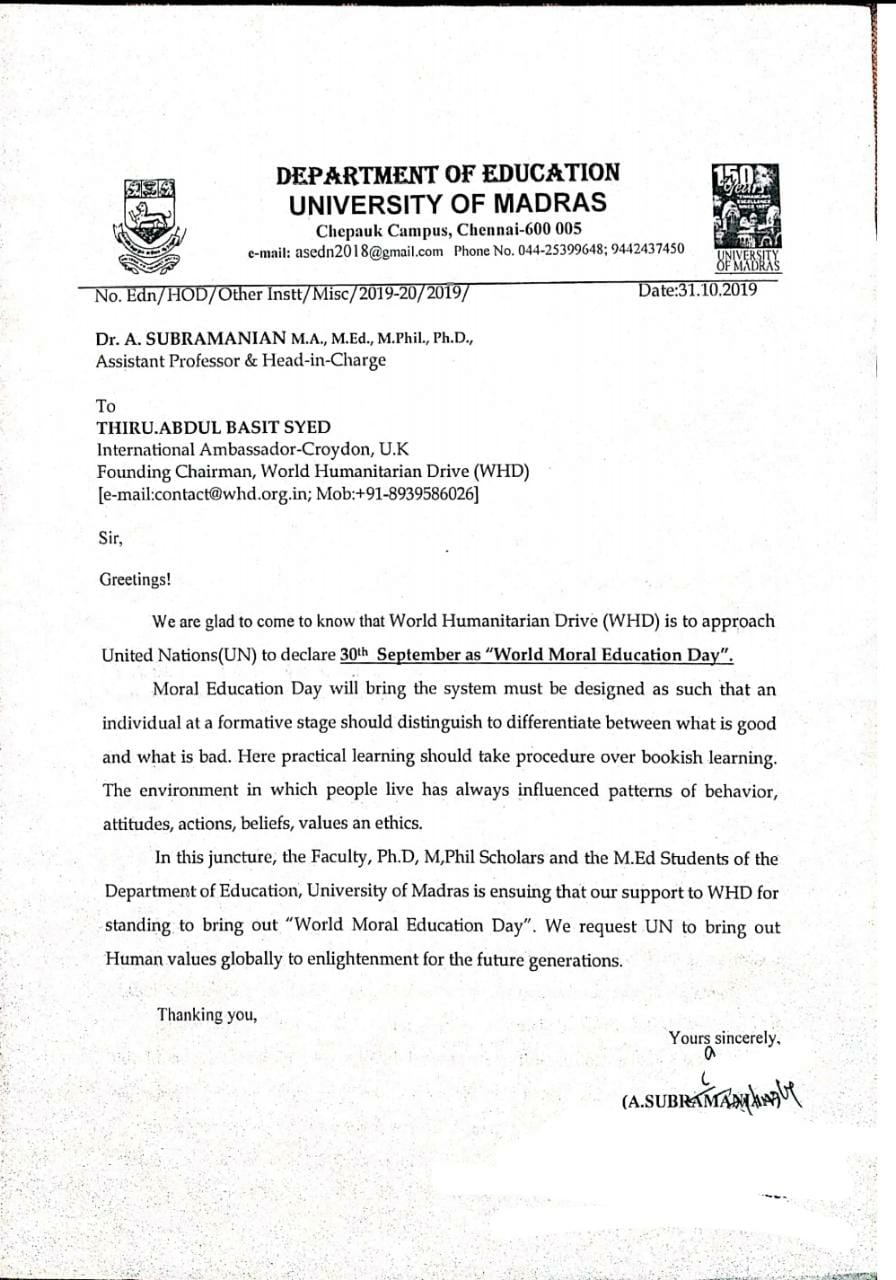 DEPARTMENT OF EDUCATION
UNIVERSITY OF MADRAS
Chepauk Campus, Chennai-600 005
e-mail: asedn2018@gmail.com Phone No. 044-25399648; 9442437450
150
Years
UNIVERSITY
OF MADRAS
No. Edn/HOD/Other Instt/Misc/2019-20/2019/
Date:31.10.2019
Dr. A. SUBRAMANIAN M.A., M.Ed., M.Phil., Ph.D.,
Assistant Professor & Head-in-Charge
To
THIRU.ABDUL BASIT SYED
International Ambassador-Croydon, U.K
Founding Chairman, World Humanitarian Drive (WHD)
[e-mail:contact@whd.org.in; Mob:+91-8939586026]
Sir,
Greetings!
We are glad to come to know that World Humanitarian Drive (WHD) is to approach
United Nations(UN) to declare 30th September as “World Moral Education Day”.
Moral Education Day will bring the system must be designed as such that an
individual at a formative stage should distinguish to differentiate between what is good
and what is bad. Here practical learning should take procedure over bookish learning.
The environment in which people live has always influenced patterns of behavior,
attitudes, actions, beliefs, values an ethics.
In this juncture, the Faculty, Ph.D, M,Phil Scholars and the M.Ed Students of the
Department of Education, University of Madras is ensuing that our support to WHD for
standing to bring out “World Moral Education Day”. We request UN to bring out
Human values globally to enlightenment for the future generations.
Thanking you,
Yours sincerely,
(A.SUBRAMANIAN)